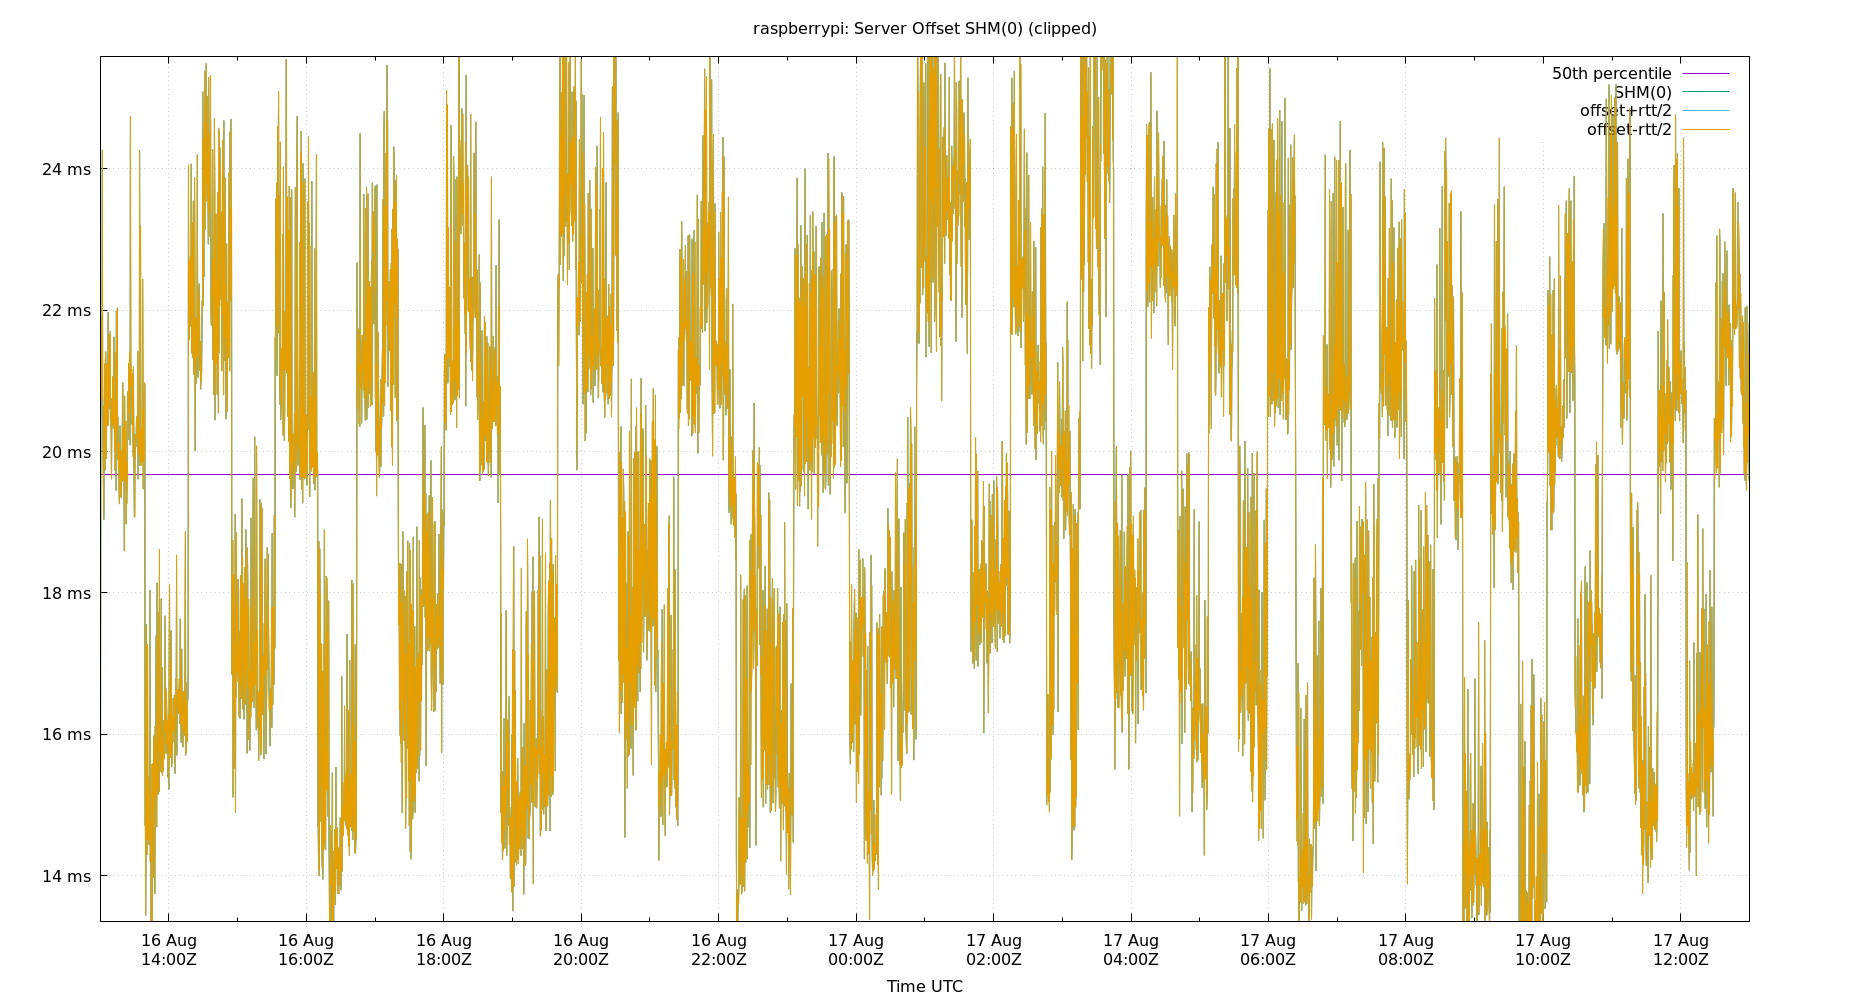 raspberrypi: Server Offset SHM(0) (clipped)
50th percentile
SHM(0)
offset+rtt/2
offset-rtt/2
24 ms
22 ms
20 ms
18 ms
16 ms
14 ms
16 Aug 16 Aug 16 Aug 16 Aug 16 Aug 17 Aug 17 Aug 17 Aug 17 Aug 17 Aug 17 Aug 17 Aug
14:00Z 16:00Z 18:00Z 20:00Z 22:00Z 00:00Z 02:00Z 04:00Z 06:00Z 08:00Z 10:00Z 12:00Z
Time UTC